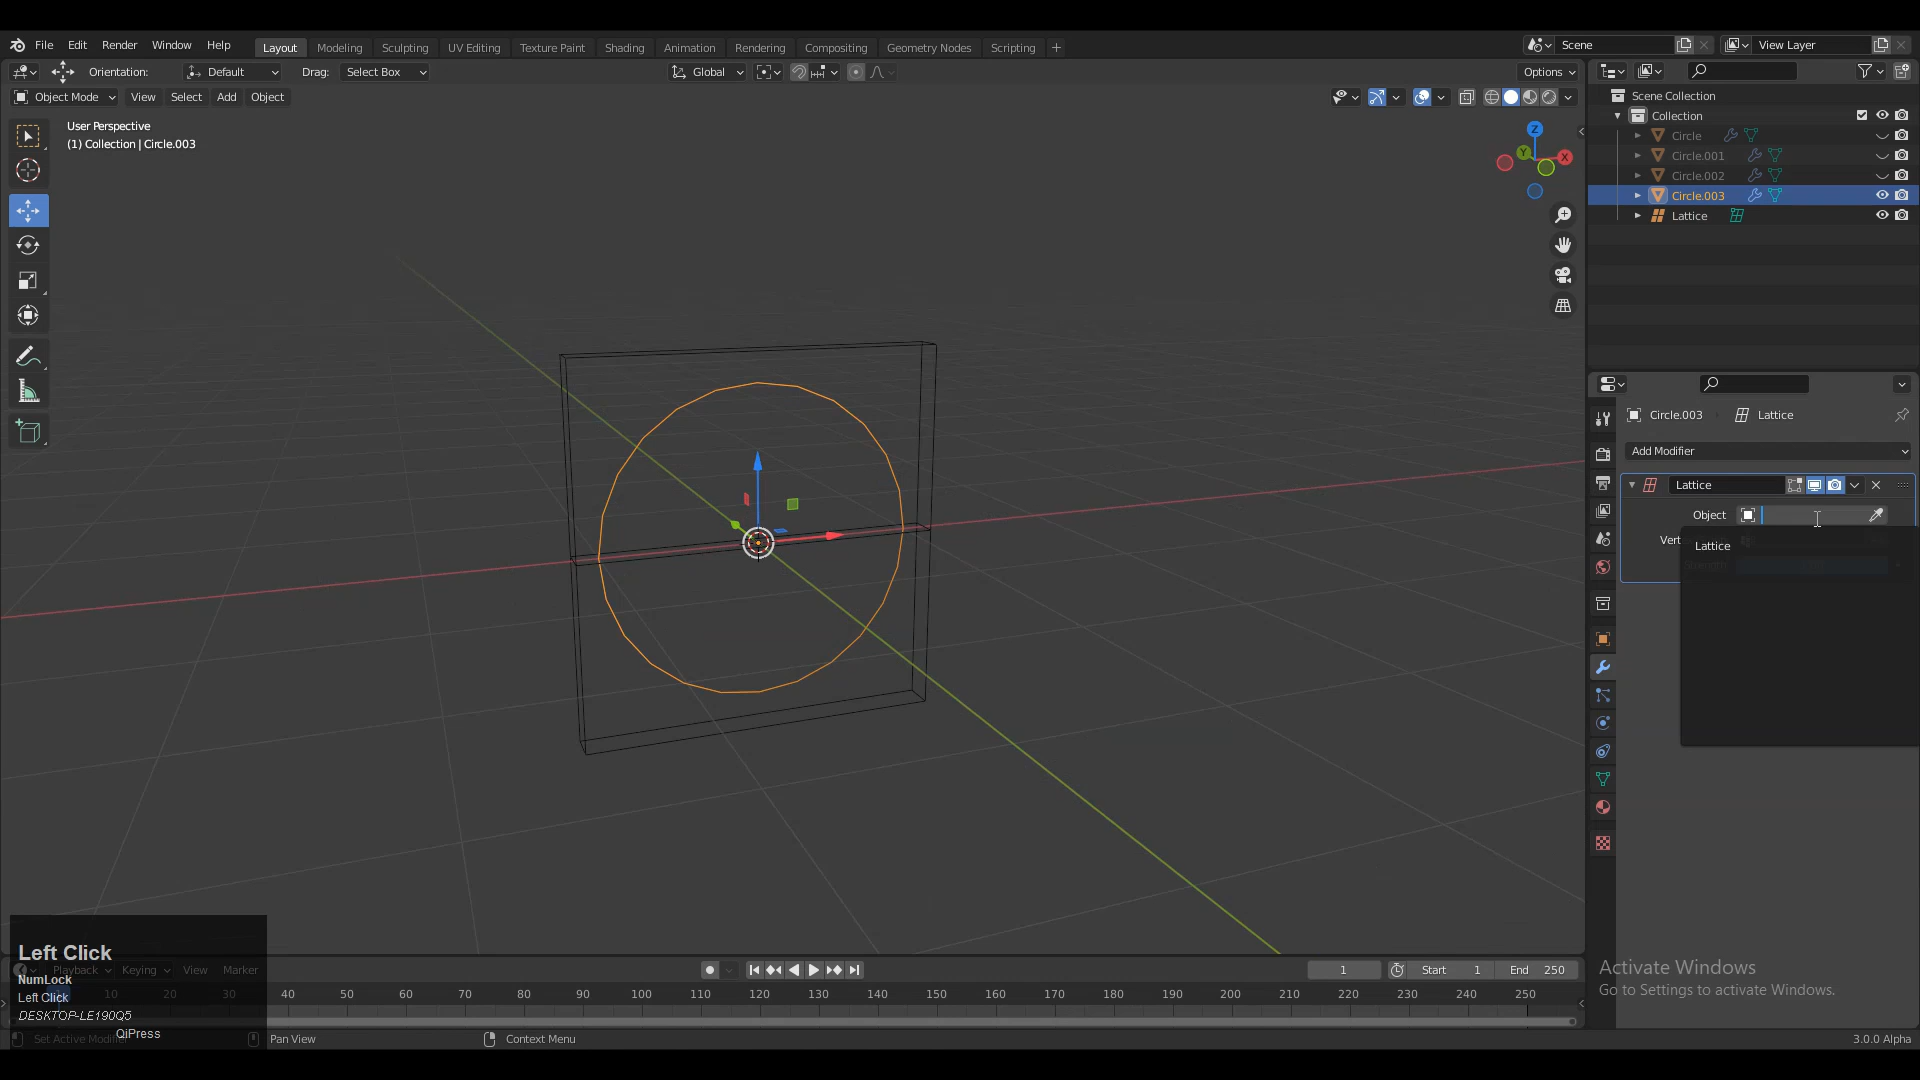 File Edit Render Window Help Layout Modeling Sculpting UV Editing Texture Paint Shading Animation Rendering Compositing Geometry Nodes Scripting + Scene View Layer
Orientation: Default Drag: Select Box Global Options
Object Mode View Select Add Object
User Perspective
(1) Collection | Circle.003
Z
Y
X
Scene Collection
Collection
Circle
Circle.001
Circle.002
Circle.003
Lattice
Circle.003 Lattice
Add Modifier
Lattice
Object
Vert
Lattice
Left Click
NumLock
Left Click
DESKTOP-LE190Q5
QiPress
Playback Keying View Marker
1 Start 1 End 250
10 20 30 40 50 60 70 80 90 100 110 120 130 140 150 160 170 180 190 200 210 220 230 240 250
Set Active Modifier Pan View Context Menu 3.0.0 Alpha
Activate Windows
Go to Settings to activate Windows.